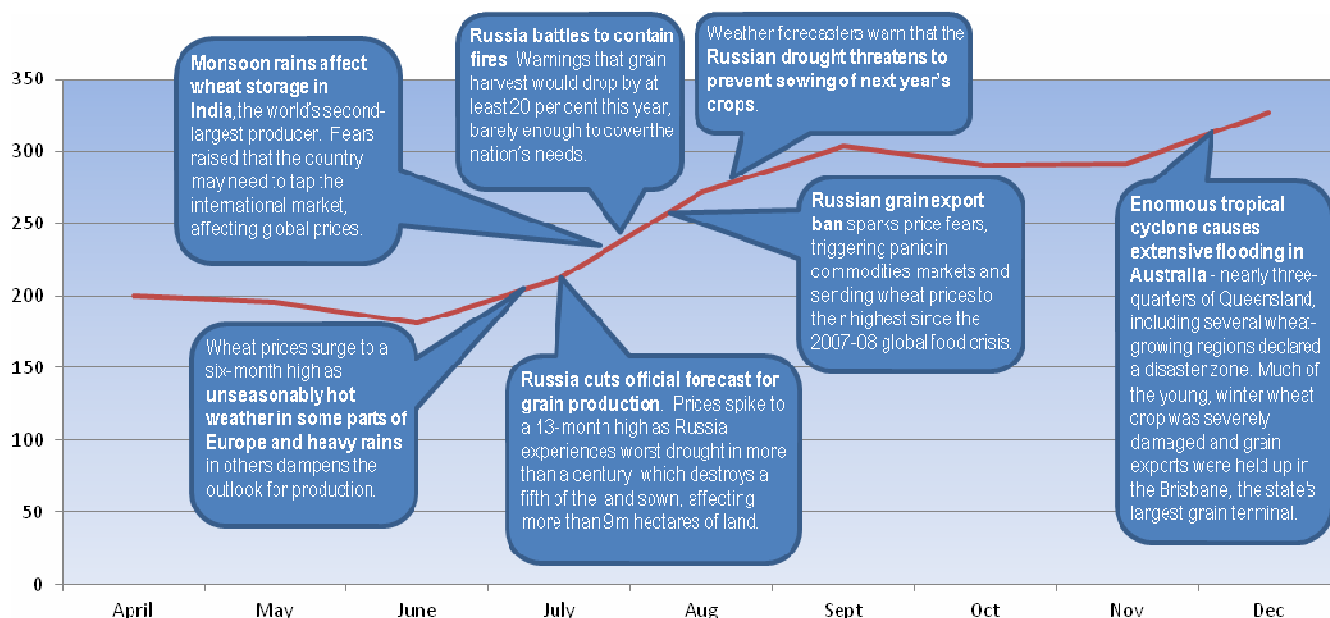 Monsoon rains affect
wheat storage in
India, the world's second-
largest producer. Fears
raised that the country
may need to tap the
international market,
affecting global prices.
Russia battles to contain
fires. Warnings that grain
harvest would drop by at
least 20 per cent this year,
barely enough to cover the
nation's needs.
Weather forecasters warn that the
Russian drought threatens to
prevent sowing of next year's
crops.
Russian grain export
ban sparks price fears,
triggering panic in
commodities markets and
sending wheat prices to
their highest since the
2007-08 global food crisis.
Enormous tropical
cyclone causes
extensive flooding in
Australia - nearly three-
quarters of Queensland,
including several wheat-
growing regions declared
a disaster zone. Much of
the young, winter wheat
crop was severely
damaged and grain
exports were held up in
the Brisbane, the state's
largest grain terminal.
Wheat prices surge to a
six-month high as
unseasonably hot
weather in some parts of
Europe and heavy rains
in others dampens the
outlook for production.
Russia cuts official forecast for
grain production. Prices spike to
a 13-month high as Russia
experiences worst drought in more
than a century which destroys a
fifth of the land sown, affecting
more than 9m hectares of land.
350
300
250
200
150
100
50
0
April May June July Aug Sept Oct Nov Dec